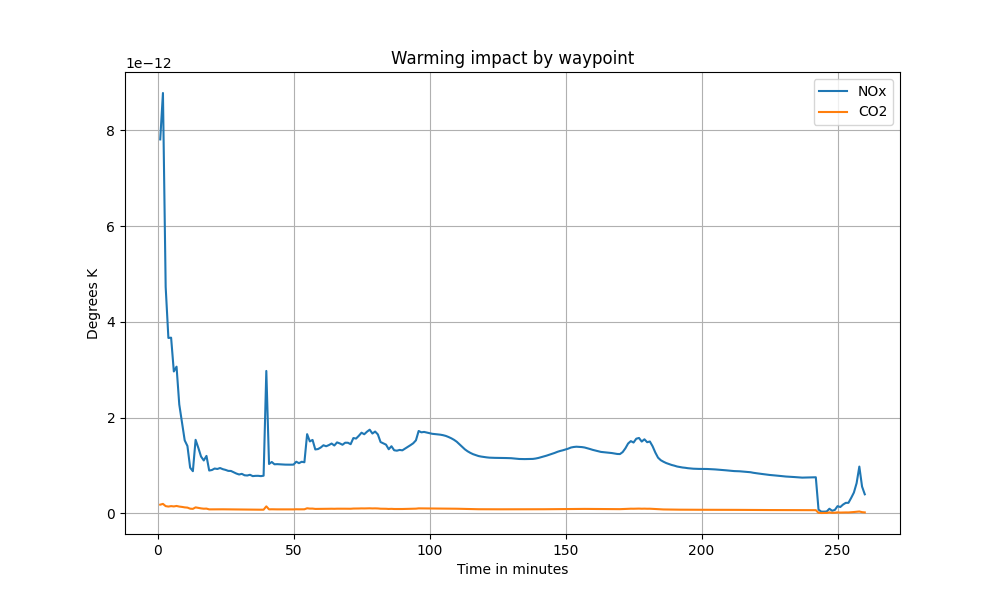 Warming impact by waypoint
1e−12
NOx
CO2
8
6
4
2
0
Degrees K
0 50 100 150 200 250
Time in minutes